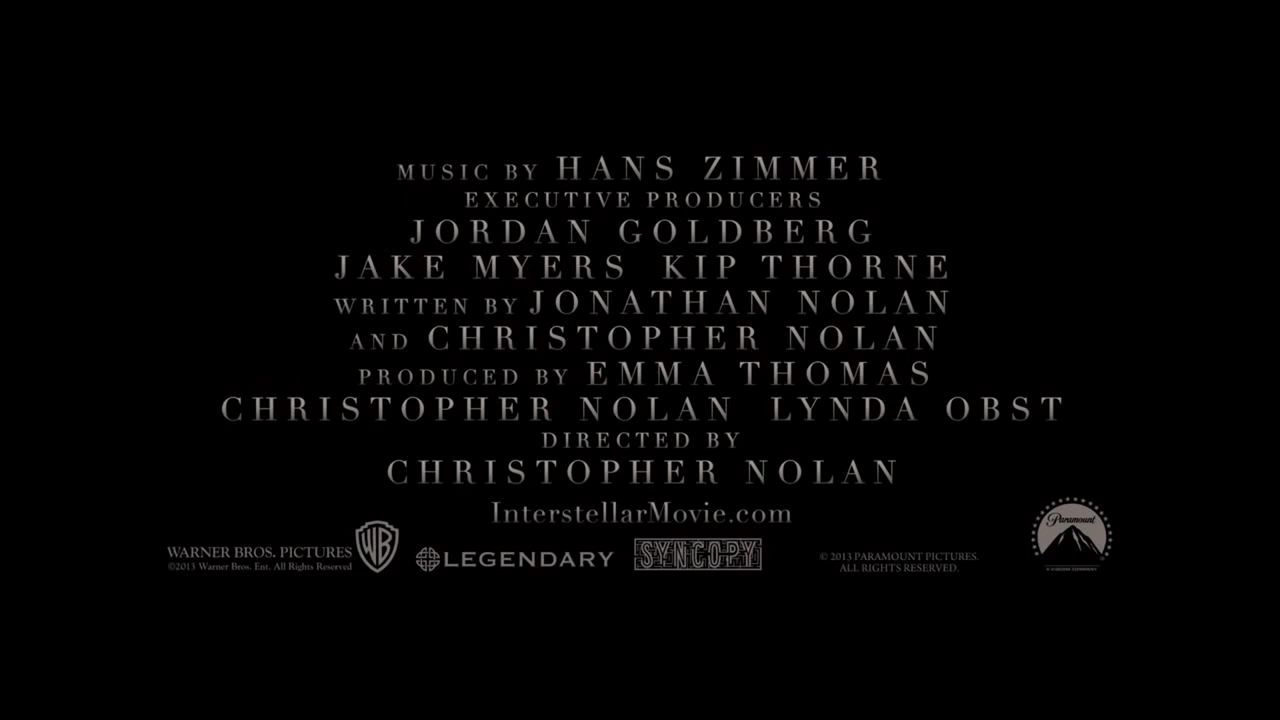 MUSIC BY HANS ZIMMER
EXECUTIVE PRODUCERS
JORDAN GOLDBERG
JAKE MYERS KIP THORNE
WRITTEN BY JONATHAN NOLAN
AND CHRISTOPHER NOLAN
PRODUCED BY EMMA THOMAS
CHRISTOPHER NOLAN LYNDA OBST
DIRECTED BY
CHRISTOPHER NOLAN
InterstellarMovie.com
WARNER BROS. PICTURES
©2013 Warner Bros. Ent. All Rights Reserved
WB
LEGENDARY
SYNCOPY
© 2013 PARAMOUNT PICTURES.
ALL RIGHTS RESERVED.
Paramount